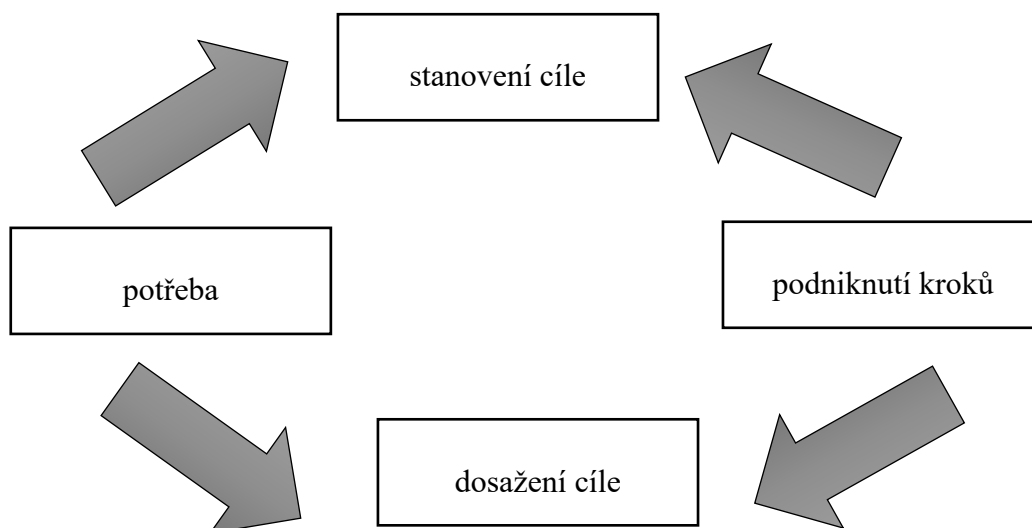 stanovení cíle
potřeba
podniknutí kroků
dosažení cíle